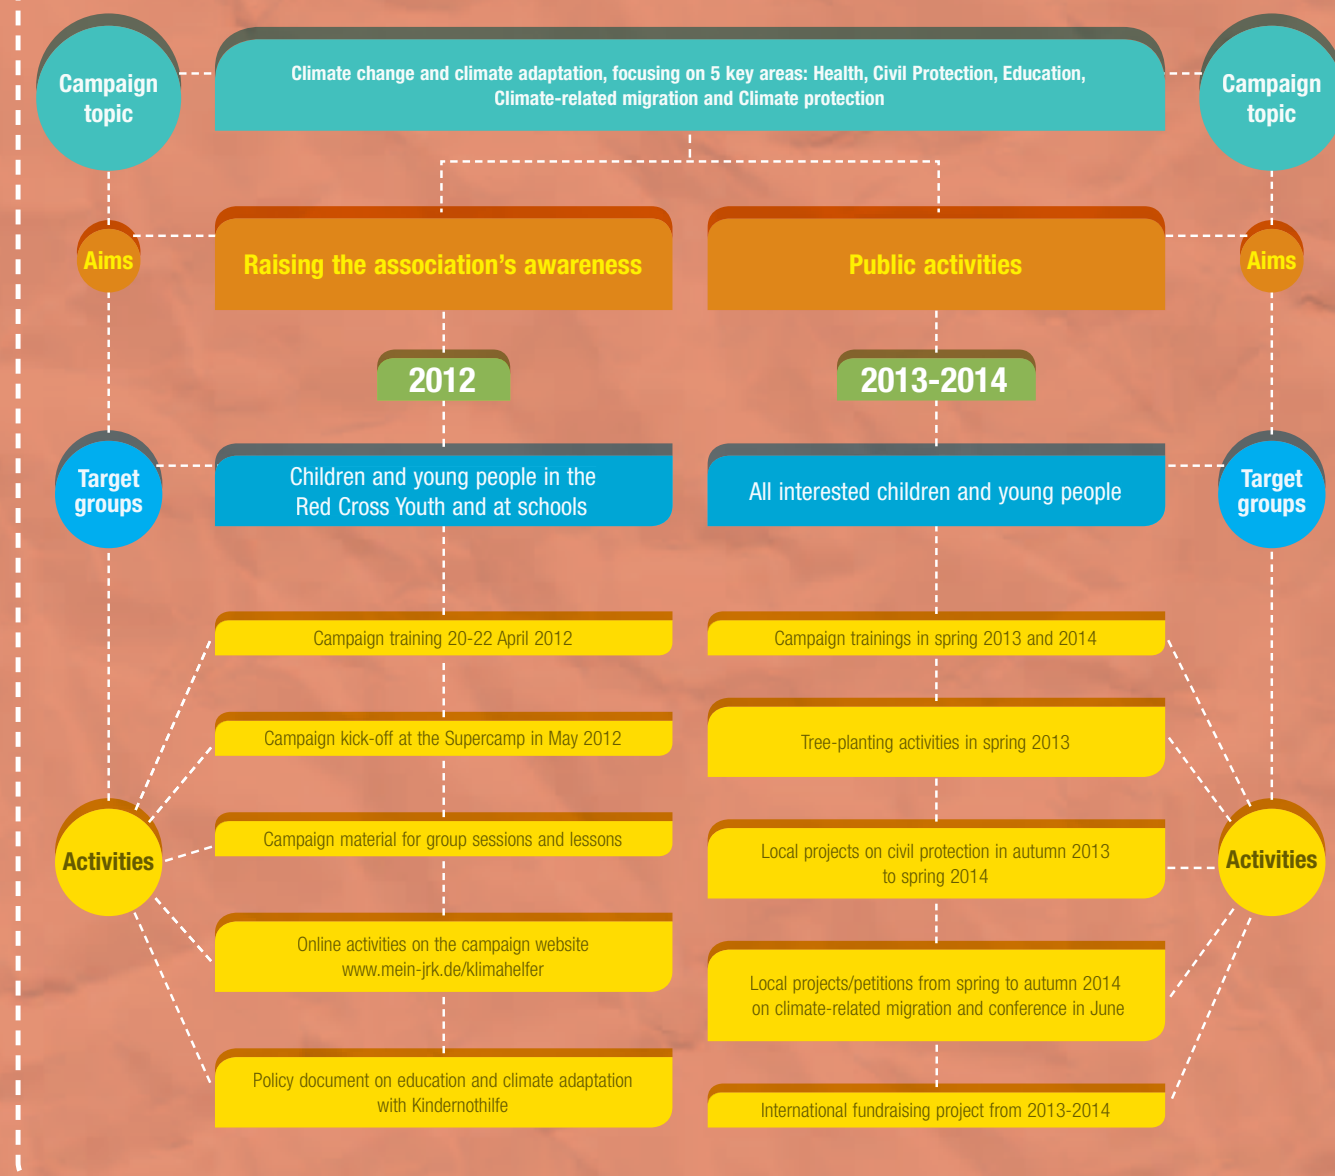 Campaign
topic
Climate change and climate adaptation, focusing on 5 key areas: Health, Civil Protection, Education,
Climate-related migration and Climate protection
Campaign
topic
Aims
Raising the association's awareness
Public activities
Aims
2012
2013-2014
Target
groups
Children and young people in the
Red Cross Youth and at schools
All interested children and young people
Target
groups
Activities
Campaign training 20-22 April 2012
Campaign kick-off at the Supercamp in May 2012
Campaign material for group sessions and lessons
Online activities on the campaign website
www.mein-jrk.de/klimahelfer
Policy document on education and climate adaptation
with Kindernothilfe
Campaign trainings in spring 2013 and 2014
Tree-planting activities in spring 2013
Local projects on civil protection in autumn 2013
to spring 2014
Local projects/petitions from spring to autumn 2014
on climate-related migration and conference in June
International fundraising project from 2013-2014
Activities